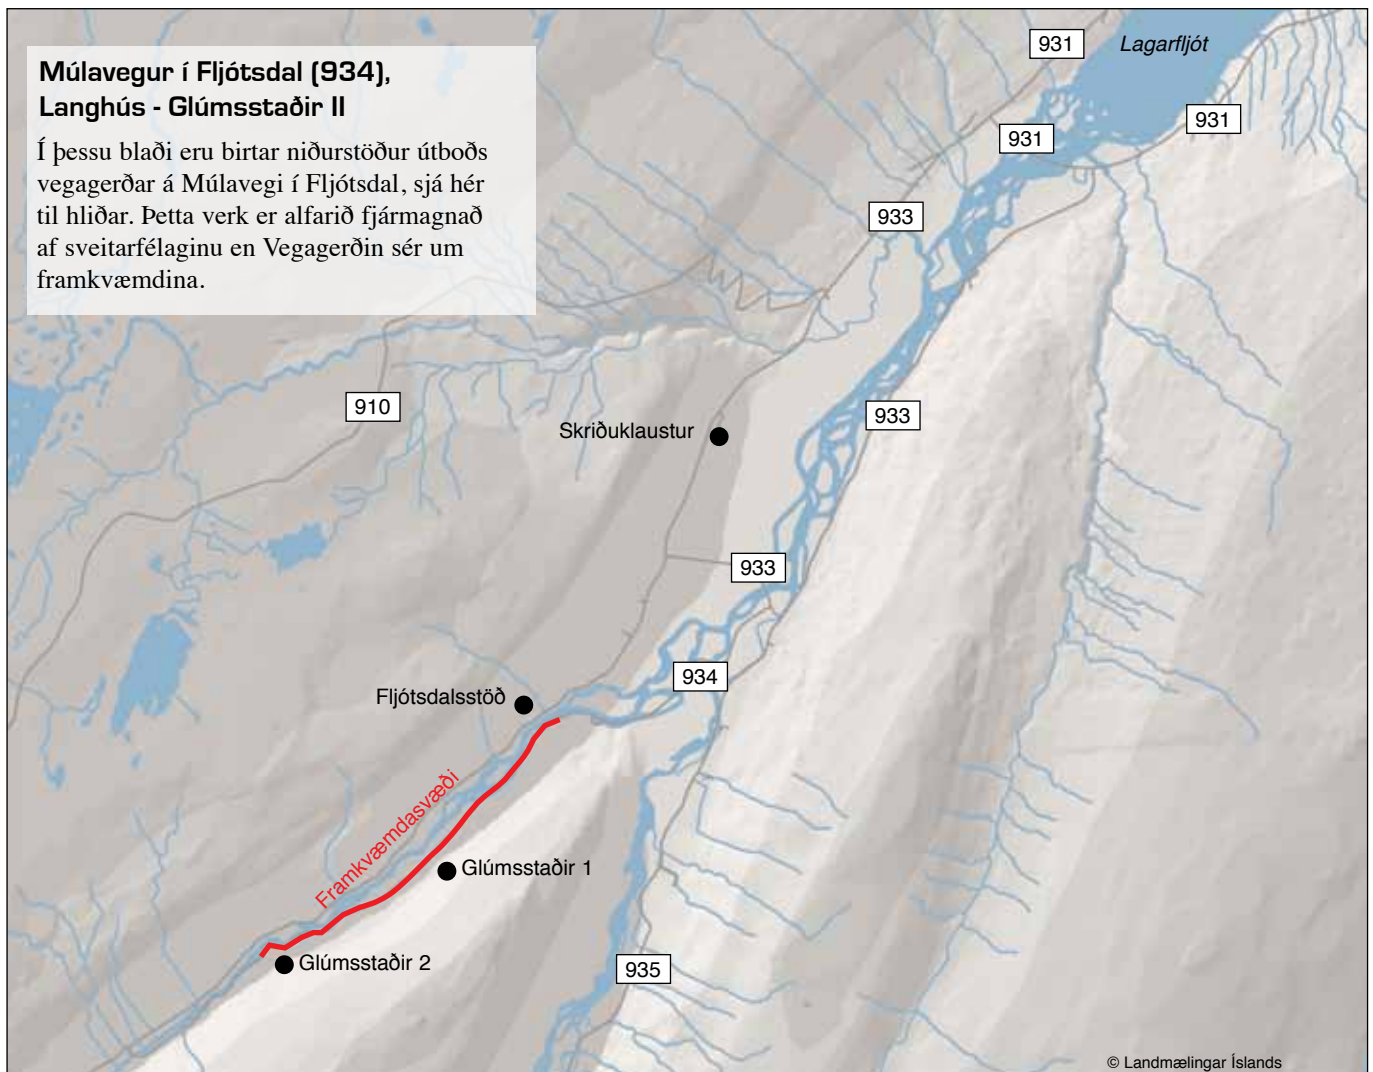 Múlavegur í Fljótsdal (934),
Langhús - Glúmsstaðir II
Í þessu blaði eru birtar niðurstöður útboðs
vegagerðar á Múlavegi í Fljótsdal, sjá hér
til hliðar. Þetta verk er alfarið fjármagnað
af sveitarfélaginu en Vegagerðin sér um
framkvæmdina.
931
Lagarfljót
931
931
933
910
933
Skriðuklaustur
933
934
Fljótsdalsstöð
Framkvæmdasvæði
Glúmsstaðir 1
Glúmsstaðir 2
935
© Landmælingar Íslands